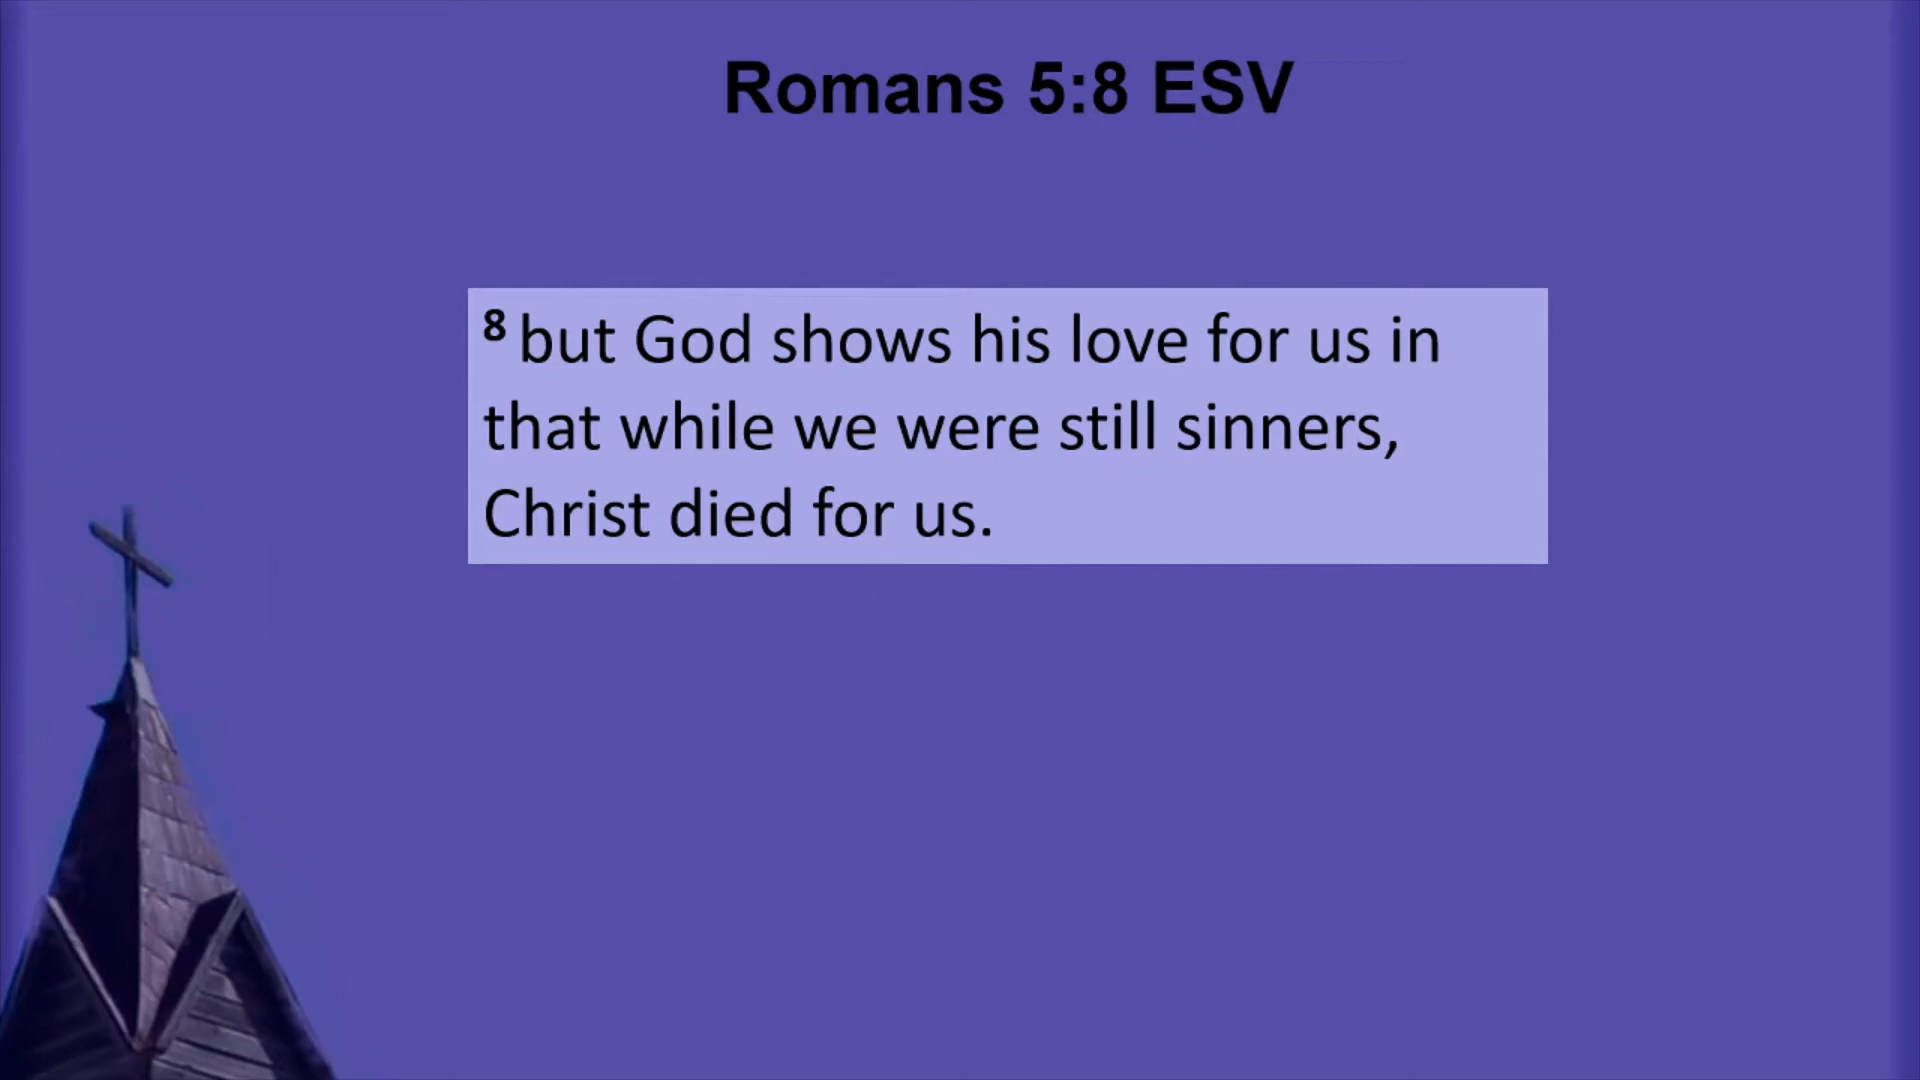 Romans 5:8 ESV
8 but God shows his love for us in
that while we were still sinners,
Christ died for us.